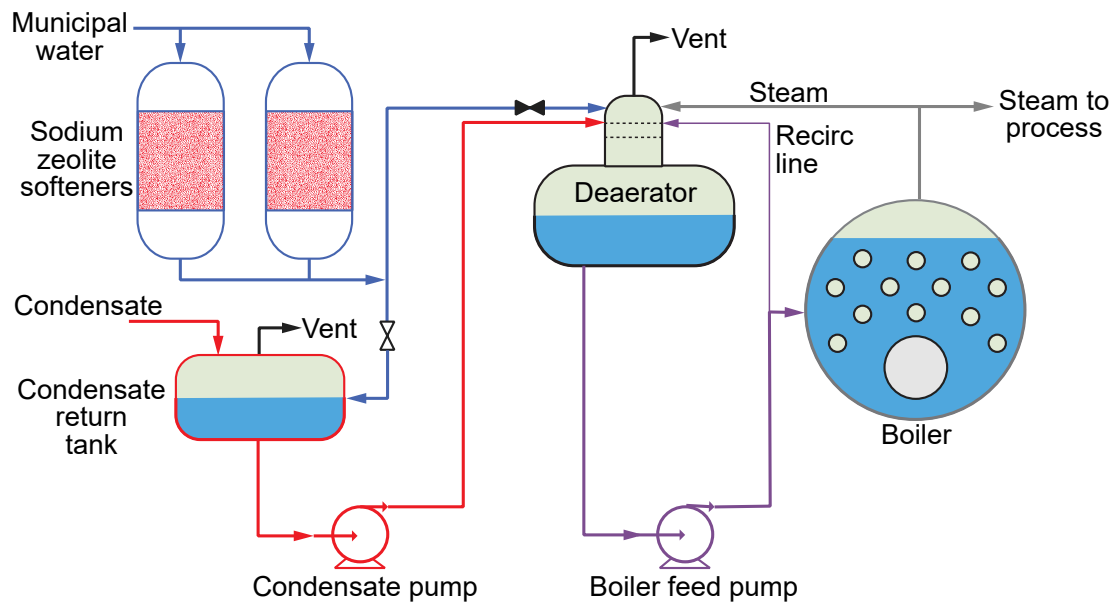 Municipal
water
Vent
Steam
Steam to
process
Sodium
zeolite
softeners
Recirc
line
Deaerator
Condensate
Vent
Condensate
return
tank
Boiler
Condensate pump
Boiler feed pump